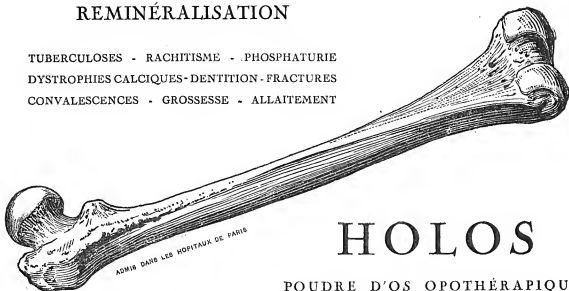 REMINÉRALISATION
TUBERCULOSES - RACHITISME - PHOSPHATURIE
DYSTROPHIES CALCIQUES - DENTITION - FRACTURES
CONVALESCENCES - GROSSESSE - ALLAITEMENT
ADMIS DANS LES HOPITAUX DE PARIS
HOLOS
POUDRE D'OS OPOTHÉRAPIQU